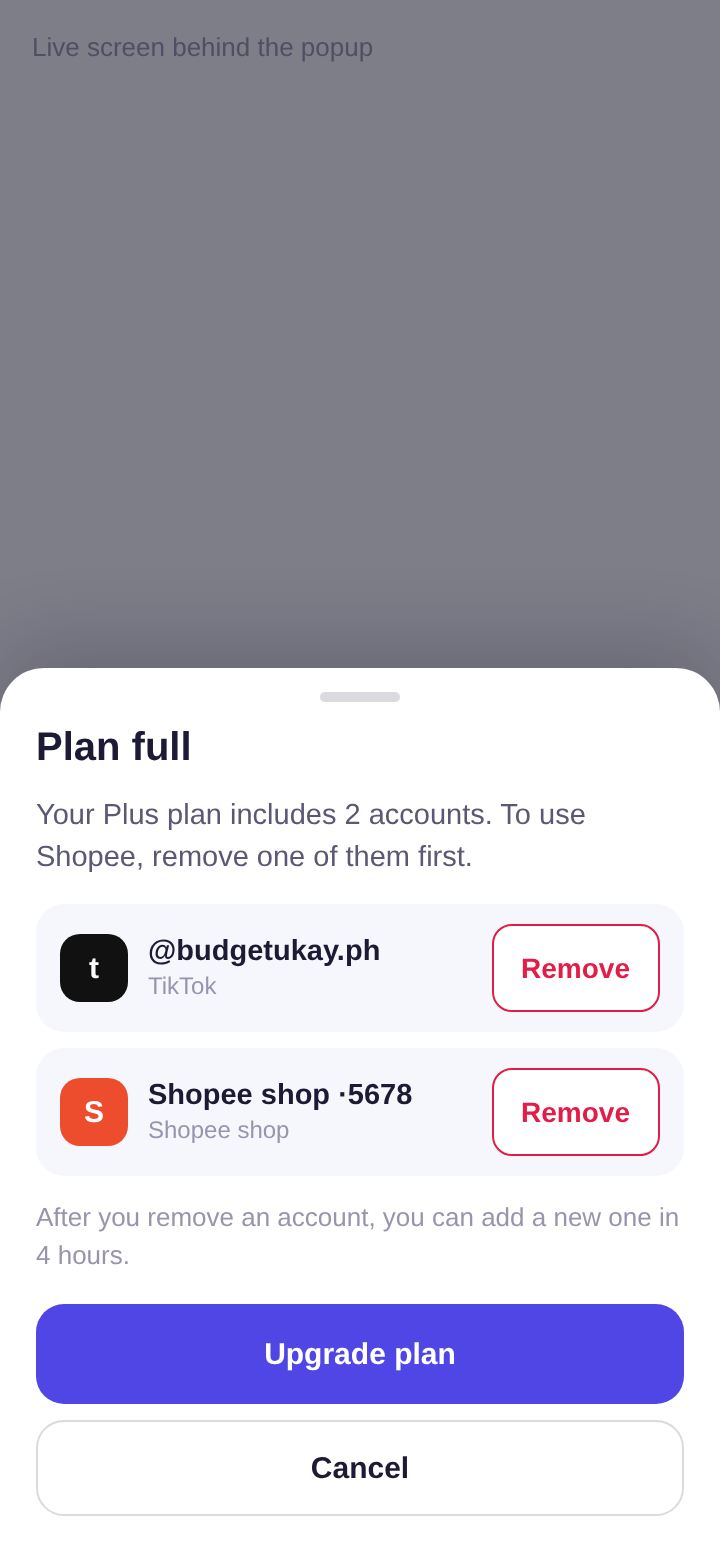 Live screen behind the popup
Plan full
Your Plus plan includes 2 accounts. To use
Shopee, remove one of them first.
t
@budgetukay.ph
TikTok
Remove
S
Shopee shop ·5678
Shopee shop
Remove
After you remove an account, you can add a new one in
4 hours.
Upgrade plan
Cancel